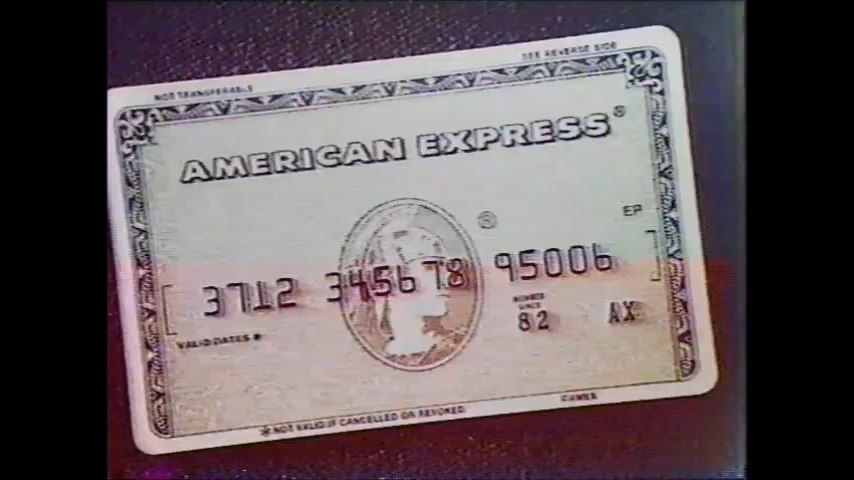 NOT TRANSFERABLE
SEE REVERSE SIDE
AMERICAN EXPRESS®
®
EP
3712 345678 95006
VALID DATES *
MEMBER
SINCE
82 AX
*NOT VALID IF CANCELLED OR REVOKED